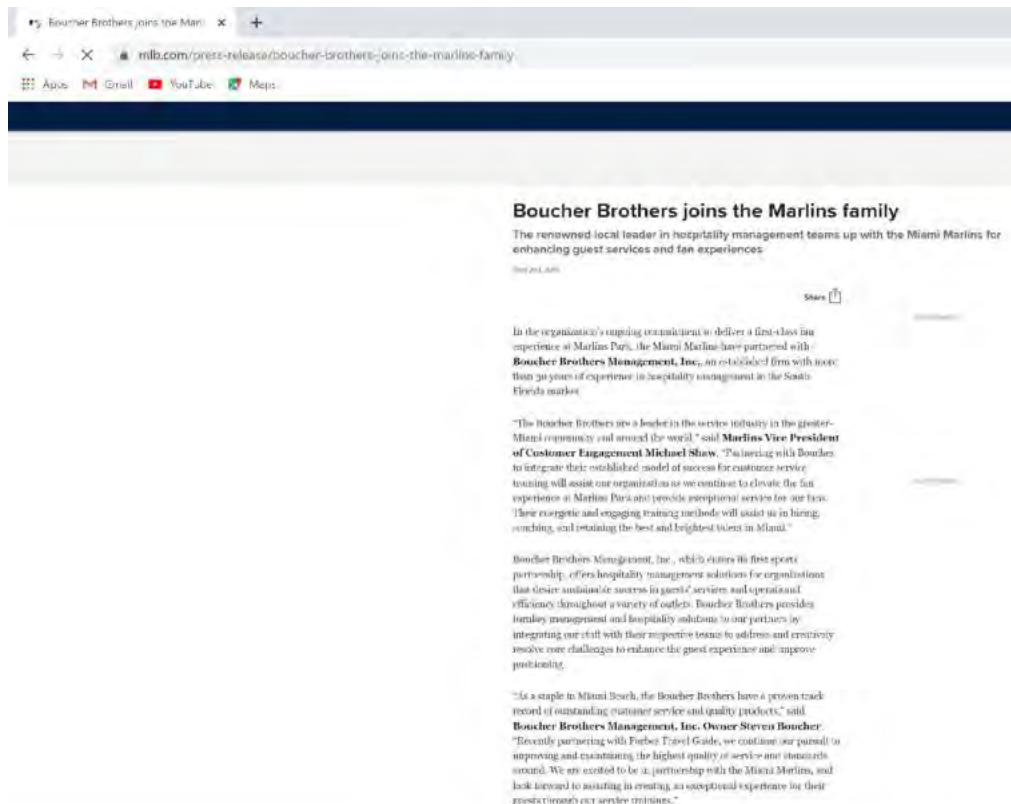 Boucher Brothers joins the Marl
mlb.com/press-release/boucher-brothers-joins-the-marlins-family
Apps Gmail YouTube Maps
Boucher Brothers joins the Marlins family
The renowned local leader in hospitality management teams up with the Miami Marlins for
enhancing guest services and fan experiences
Share
In the organization's ongoing commitment to deliver a first-class fan
experience at Marlins Park, the Miami Marlins have partnered with
Boucher Brothers Management, Inc., an established firm with more
than 30 years of experience in hospitality management in the South
Florida market.
"The Boucher Brothers are a leader in the service industry in the greater-
Miami community and around the world," said Marlins Vice President
of Customer Engagement Michael Shaw. "Partnering with Boucher
to integrate their established model of success for customer service
training will assist our organization as we continue to elevate the fan
experience at Marlins Park and provide exceptional service for our fans.
Their energetic and engaging training methods will assist us in hiring,
coaching, and retaining the best and brightest talent in Miami."
Boucher Brothers Management, Inc., which enters its first sports
partnership, offers hospitality management solutions for organizations
that desire sustainable success in guests' services and operational
efficiency throughout a variety of outlets. Boucher Brothers provides
turnkey management and hospitality solutions to our partners by
integrating our staff with their respective teams to address and creatively
resolve core challenges to enhance the guest experience and improve
positioning.
"As a staple in Miami Beach, the Boucher Brothers have a proven track
record of outstanding customer service and quality products," said
Boucher Brothers Management, Inc. Owner Steven Boucher.
"Recently partnering with Forbes Travel Guide, we continue our pursuit to
improving and maintaining the highest quality of service and standards
around. We are excited to be in partnership with the Miami Marlins, and
look forward to assisting in creating an exceptional experience for their
guests through our service trainings."